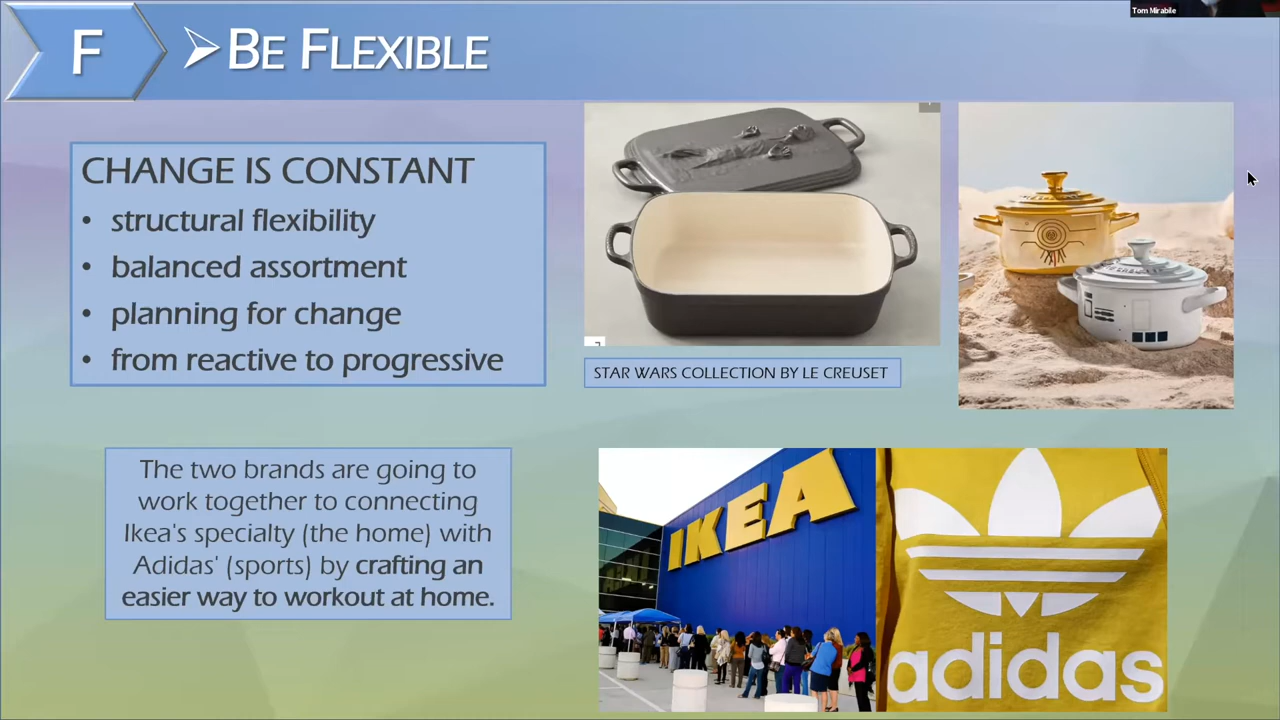 Tom Mirabile
F
BE FLEXIBLE
CHANGE IS CONSTANT
• structural flexibility
• balanced assortment
• planning for change
• from reactive to progressive
STAR WARS COLLECTION BY LE CREUSET
The two brands are going to
work together to connecting
Ikea's specialty (the home) with
Adidas' (sports) by crafting an
easier way to workout at home.
IKEA
adidas